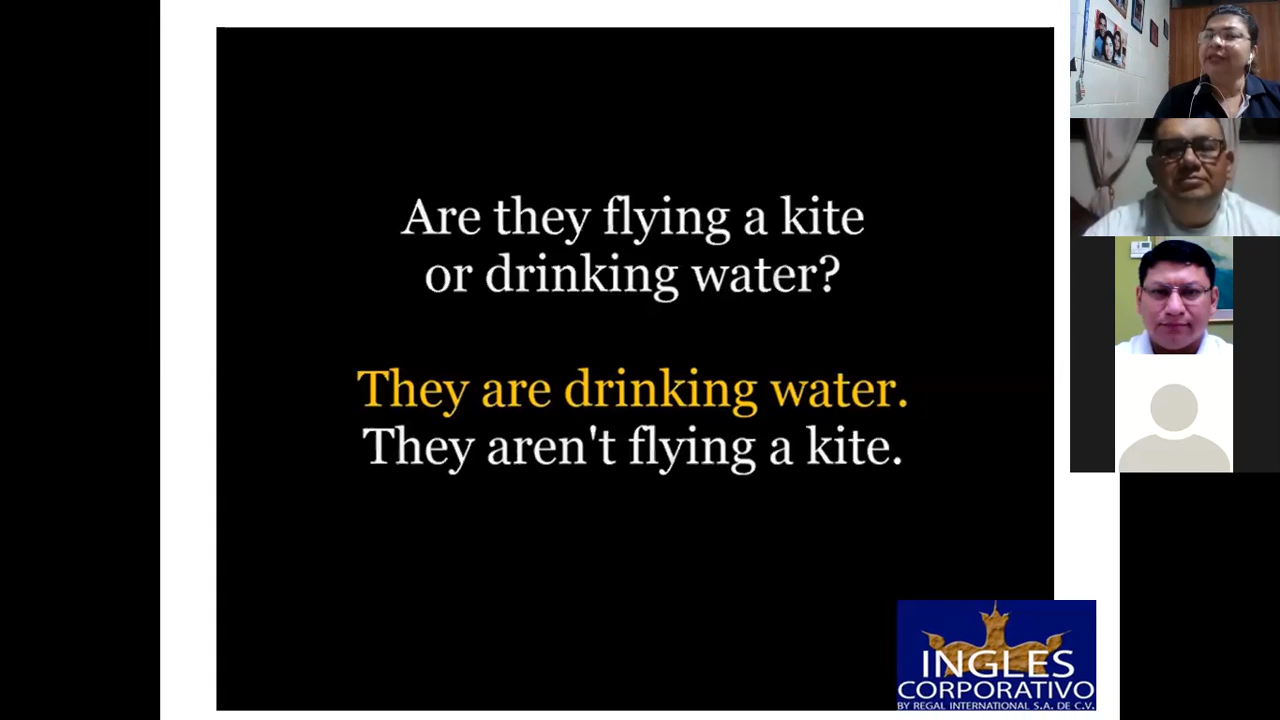 Are they flying a kite
or drinking water?
They are drinking water.
They aren't flying a kite.
INGLES
CORPORATIVO
BY REGAL INTERNATIONAL S.A. DE C.V.